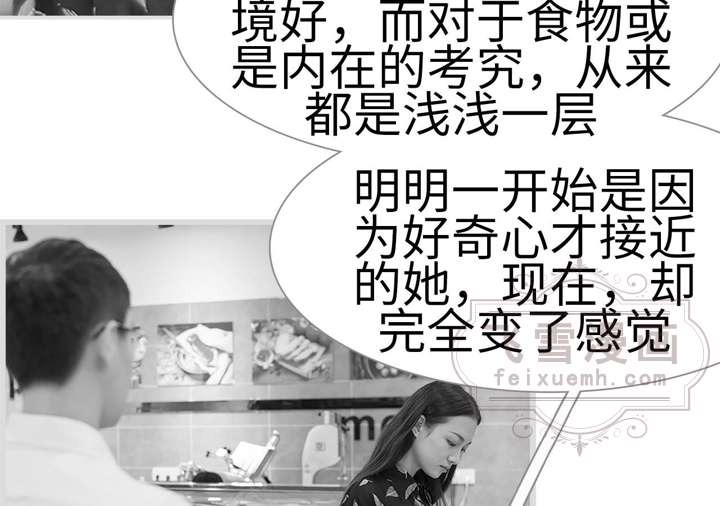 境好，而对于食物或
是内在的考究，从来
都是浅浅一层
明明一开始是因
为好奇心才接近
的她，现在，却
完全变了感觉
飞雪漫画
feixuemh.com